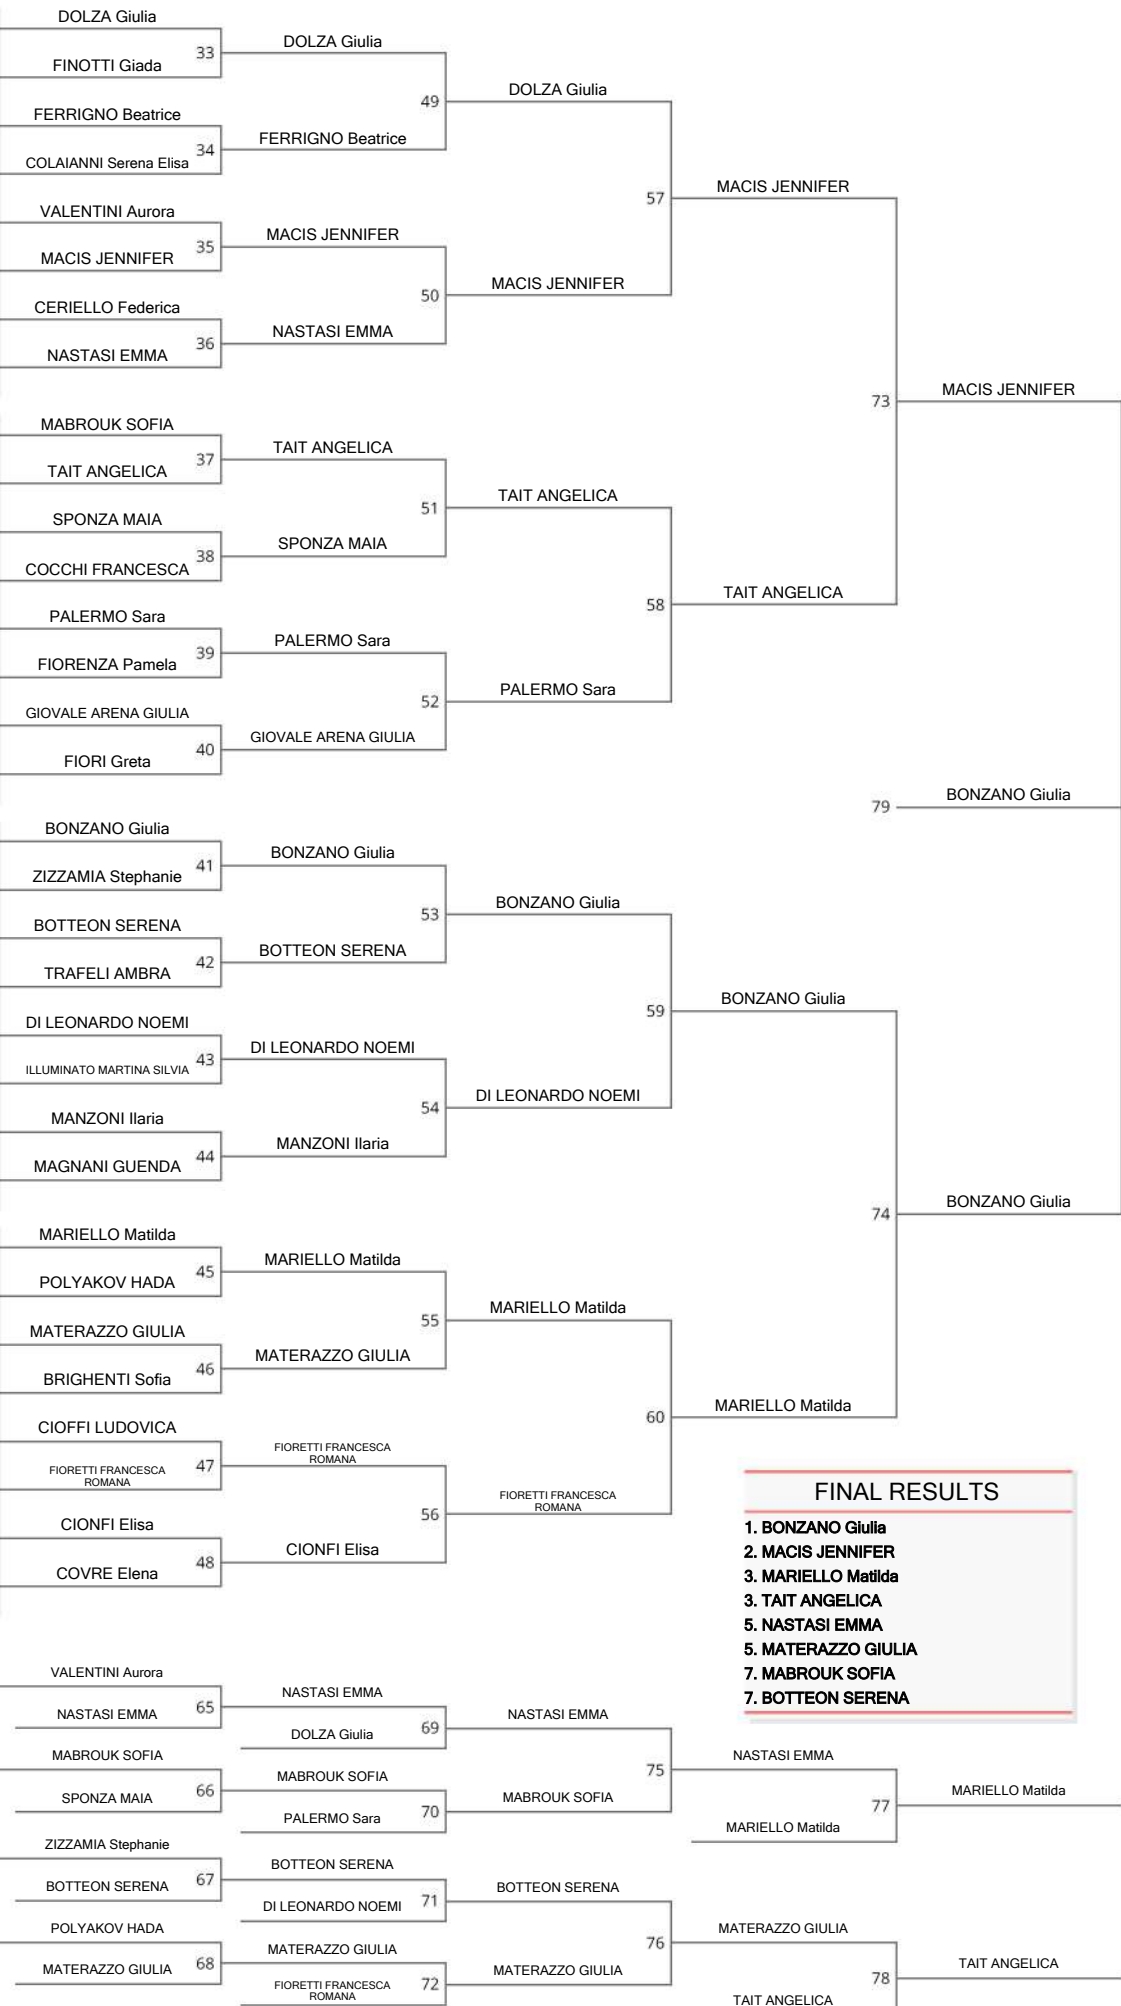 DOLZA Giulia
33
FINOTTI Giada
DOLZA Giulia
49
FERRIGNO Beatrice
34
COLAIANNI Serena Elisa
FERRIGNO Beatrice
DOLZA Giulia
57
VALENTINI Aurora
35
MACIS JENNIFER
MACIS JENNIFER
50
CERIELLO Federica
36
NASTASI EMMA
NASTASI EMMA
MACIS JENNIFER
MACIS JENNIFER
73
MABROUK SOFIA
37
TAIT ANGELICA
TAIT ANGELICA
51
SPONZA MAIA
38
COCCHI FRANCESCA
SPONZA MAIA
TAIT ANGELICA
58
PALERMO Sara
39
FIORENZA Pamela
PALERMO Sara
52
GIOVALE ARENA GIULIA
40
FIORI Greta
GIOVALE ARENA GIULIA
PALERMO Sara
TAIT ANGELICA
MACIS JENNIFER
79
BONZANO Giulia
BONZANO Giulia
41
ZIZZAMIA Stephanie
BONZANO Giulia
53
BOTTEON SERENA
42
TRAFELI AMBRA
BOTTEON SERENA
BONZANO Giulia
59
DI LEONARDO NOEMI
43
ILLUMINATO MARTINA SILVIA
DI LEONARDO NOEMI
54
MANZONI Ilaria
44
MAGNANI GUENDA
MANZONI Ilaria
DI LEONARDO NOEMI
BONZANO Giulia
74
BONZANO Giulia
MARIELLO Matilda
45
POLYAKOV HADA
MARIELLO Matilda
55
MATERAZZO GIULIA
46
BRIGHENTI Sofia
MATERAZZO GIULIA
MARIELLO Matilda
60
CIOFFI LUDOVICA
47
FIORETTI FRANCESCA
ROMANA
FIORETTI FRANCESCA
ROMANA
56
CIONFI Elisa
48
COVRE Elena
CIONFI Elisa
FIORETTI FRANCESCA
ROMANA
MARIELLO Matilda
FINAL RESULTS
1. BONZANO Giulia
2. MACIS JENNIFER
3. MARIELLO Matilda
3. TAIT ANGELICA
5. NASTASI EMMA
5. MATERAZZO GIULIA
7. MABROUK SOFIA
7. BOTTEON SERENA
VALENTINI Aurora
65
NASTASI EMMA
NASTASI EMMA
69
DOLZA Giulia
NASTASI EMMA
75
MABROUK SOFIA
66
SPONZA MAIA
MABROUK SOFIA
70
PALERMO Sara
MABROUK SOFIA
NASTASI EMMA
77
MARIELLO Matilda
MARIELLO Matilda
ZIZZAMIA Stephanie
67
BOTTEON SERENA
BOTTEON SERENA
71
DI LEONARDO NOEMI
BOTTEON SERENA
76
POLYAKOV HADA
68
MATERAZZO GIULIA
MATERAZZO GIULIA
72
FIORETTI FRANCESCA
ROMANA
MATERAZZO GIULIA
MATERAZZO GIULIA
78
TAIT ANGELICA
TAIT ANGELICA